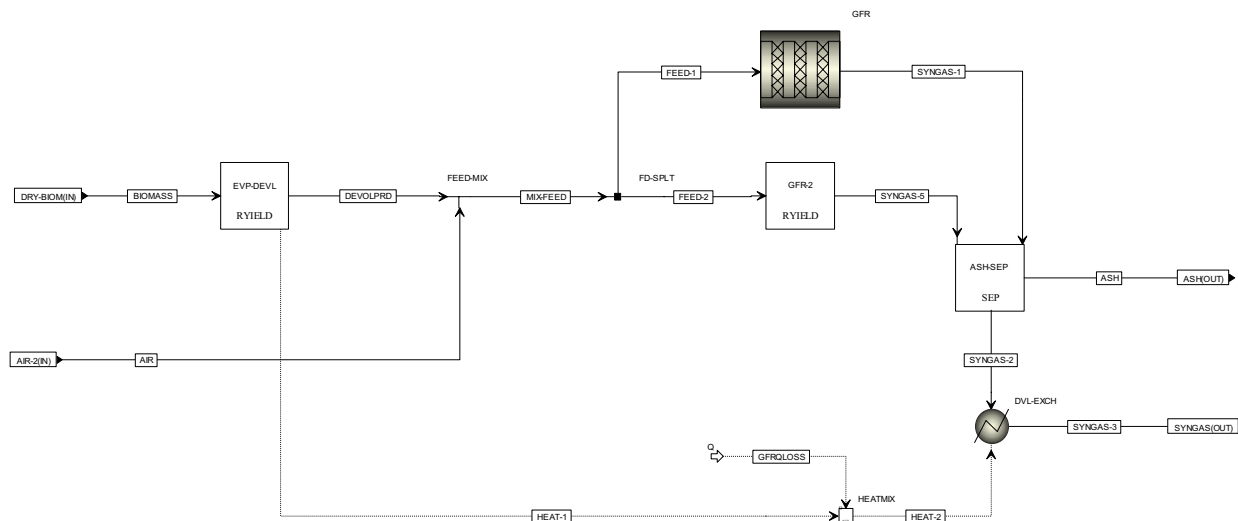 GFR
FEED-1
SYNGAS-1
DRY-BIOM(IN)
BIOMASS
EVP-DEVL
RYIELD
DEVOLPRD
FEED-MIX
MIX-FEED
FD-SPLT
FEED-2
GFR-2
RYIELD
SYNGAS-5
ASH-SEP
SEP
ASH
ASH(OUT)
AIR-2(IN)
AIR
SYNGAS-2
DVL-EXCH
SYNGAS-3
SYNGAS(OUT)
Q
GFRQLOSS
HEATMIX
HEAT-1
HEAT-2